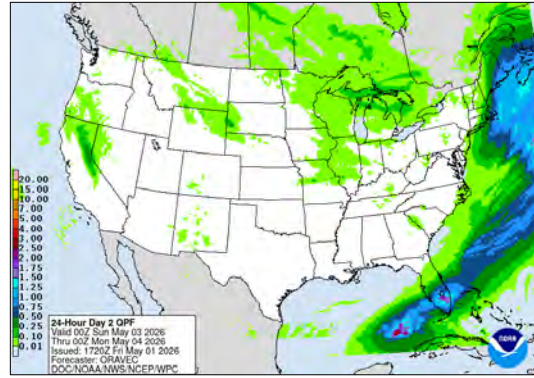 20.00
15.00
10.00
7.00
5.00
4.00
3.00
2.50
2.00
1.75
1.50
1.25
1.00
0.75
0.50
0.25
0.10
0.01
24-Hour Day 2 QPF
Valid 00Z Sun May 03 2026
Thru 00Z Mon May 04 2026
Issued: 1720Z Fri May 01 2026
Forecaster: ORAVEC
DOC/NOAA/NWS/NCEP/WPC
NOAA